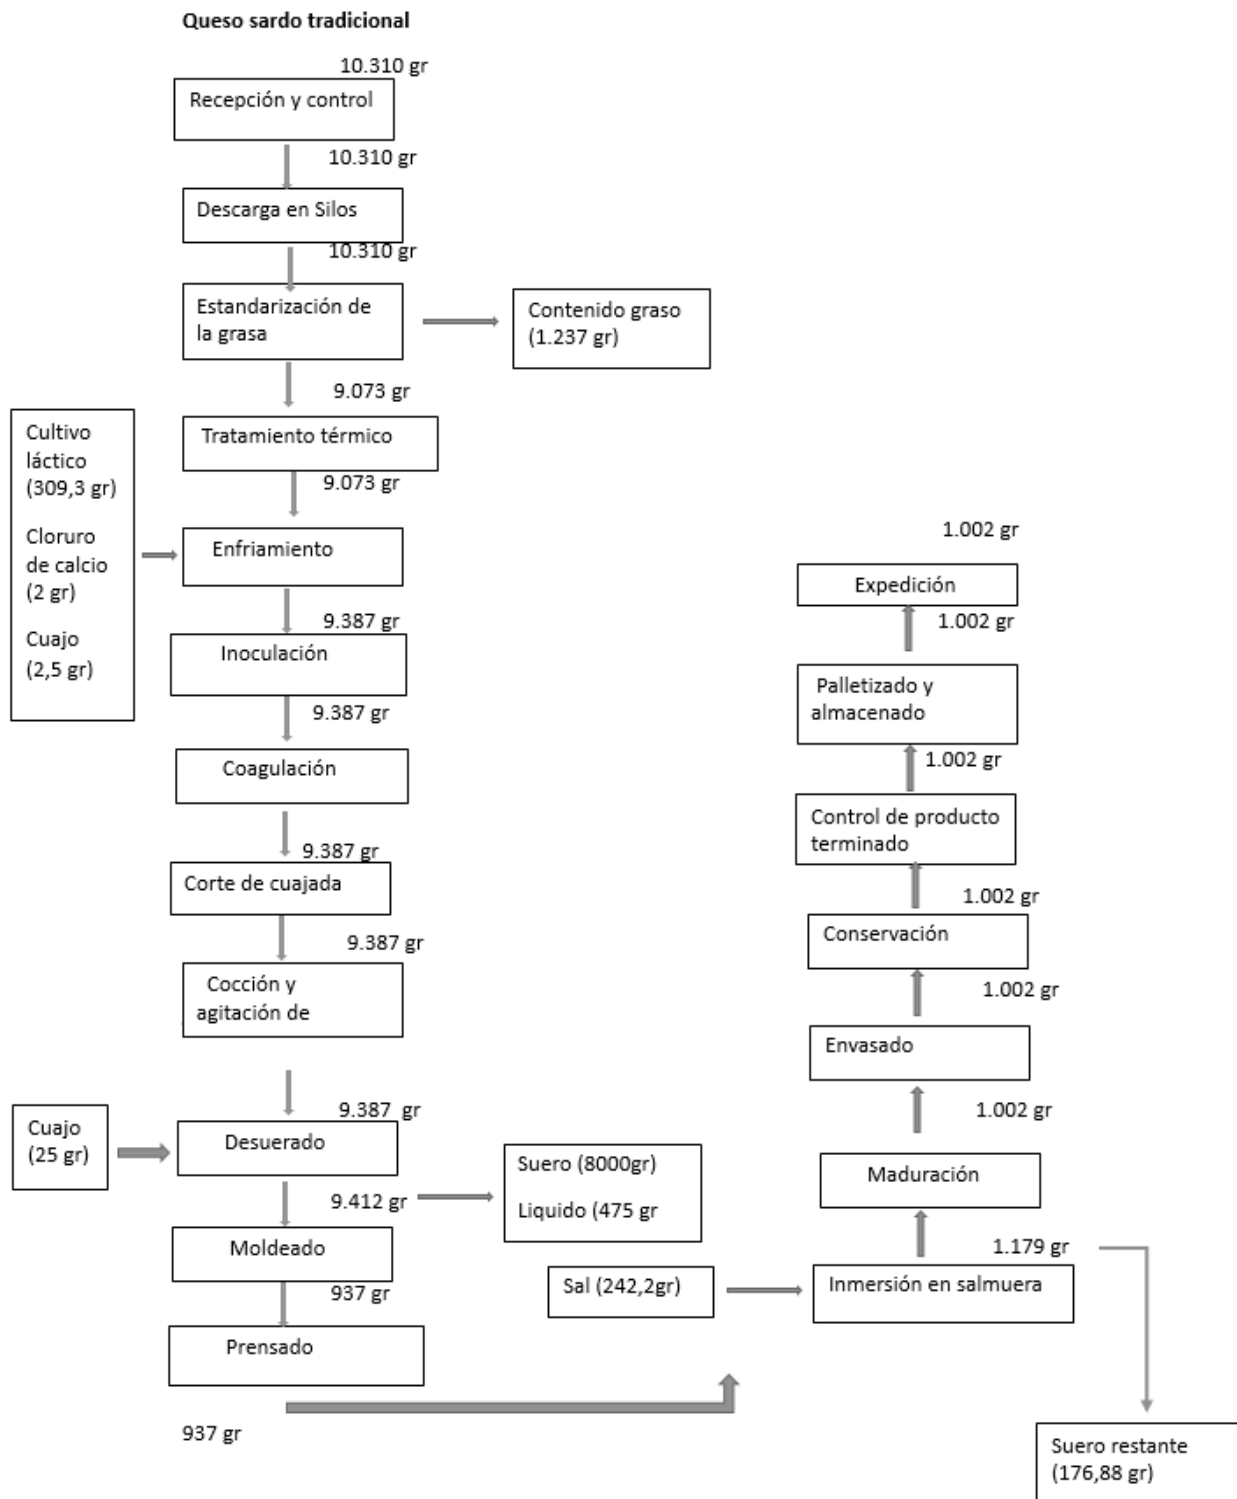 Queso sardo tradicional
10.310 gr
Recepción y control
10.310 gr
Descarga en Silos
10.310 gr
Estandarización de
la grasa
Contenido graso
(1.237 gr)
9.073 gr
Tratamiento térmico
9.073 gr
Cultivo
láctico
(309,3 gr)
Cloruro
de calcio
(2 gr)
Cuajo
(2,5 gr)
Enfriamiento
9.387 gr
Inoculación
9.387 gr
Coagulación
9.387 gr
Corte de cuajada
9.387 gr
Cocción y
agitación de
9.387 gr
Cuajo
(25 gr)
Desuerado
9.412 gr
Suero (8000gr)
Liquido (475 gr
Moldeado
937 gr
Prensado
937 gr
Sal (242,2gr)
Inmersión en salmuera
1.179 gr
Suero restante
(176,88 gr)
Maduración
1.002 gr
Envasado
1.002 gr
Conservación
1.002 gr
Control de producto
terminado
1.002 gr
Palletizado y
almacenado
1.002 gr
Expedición
1.002 gr